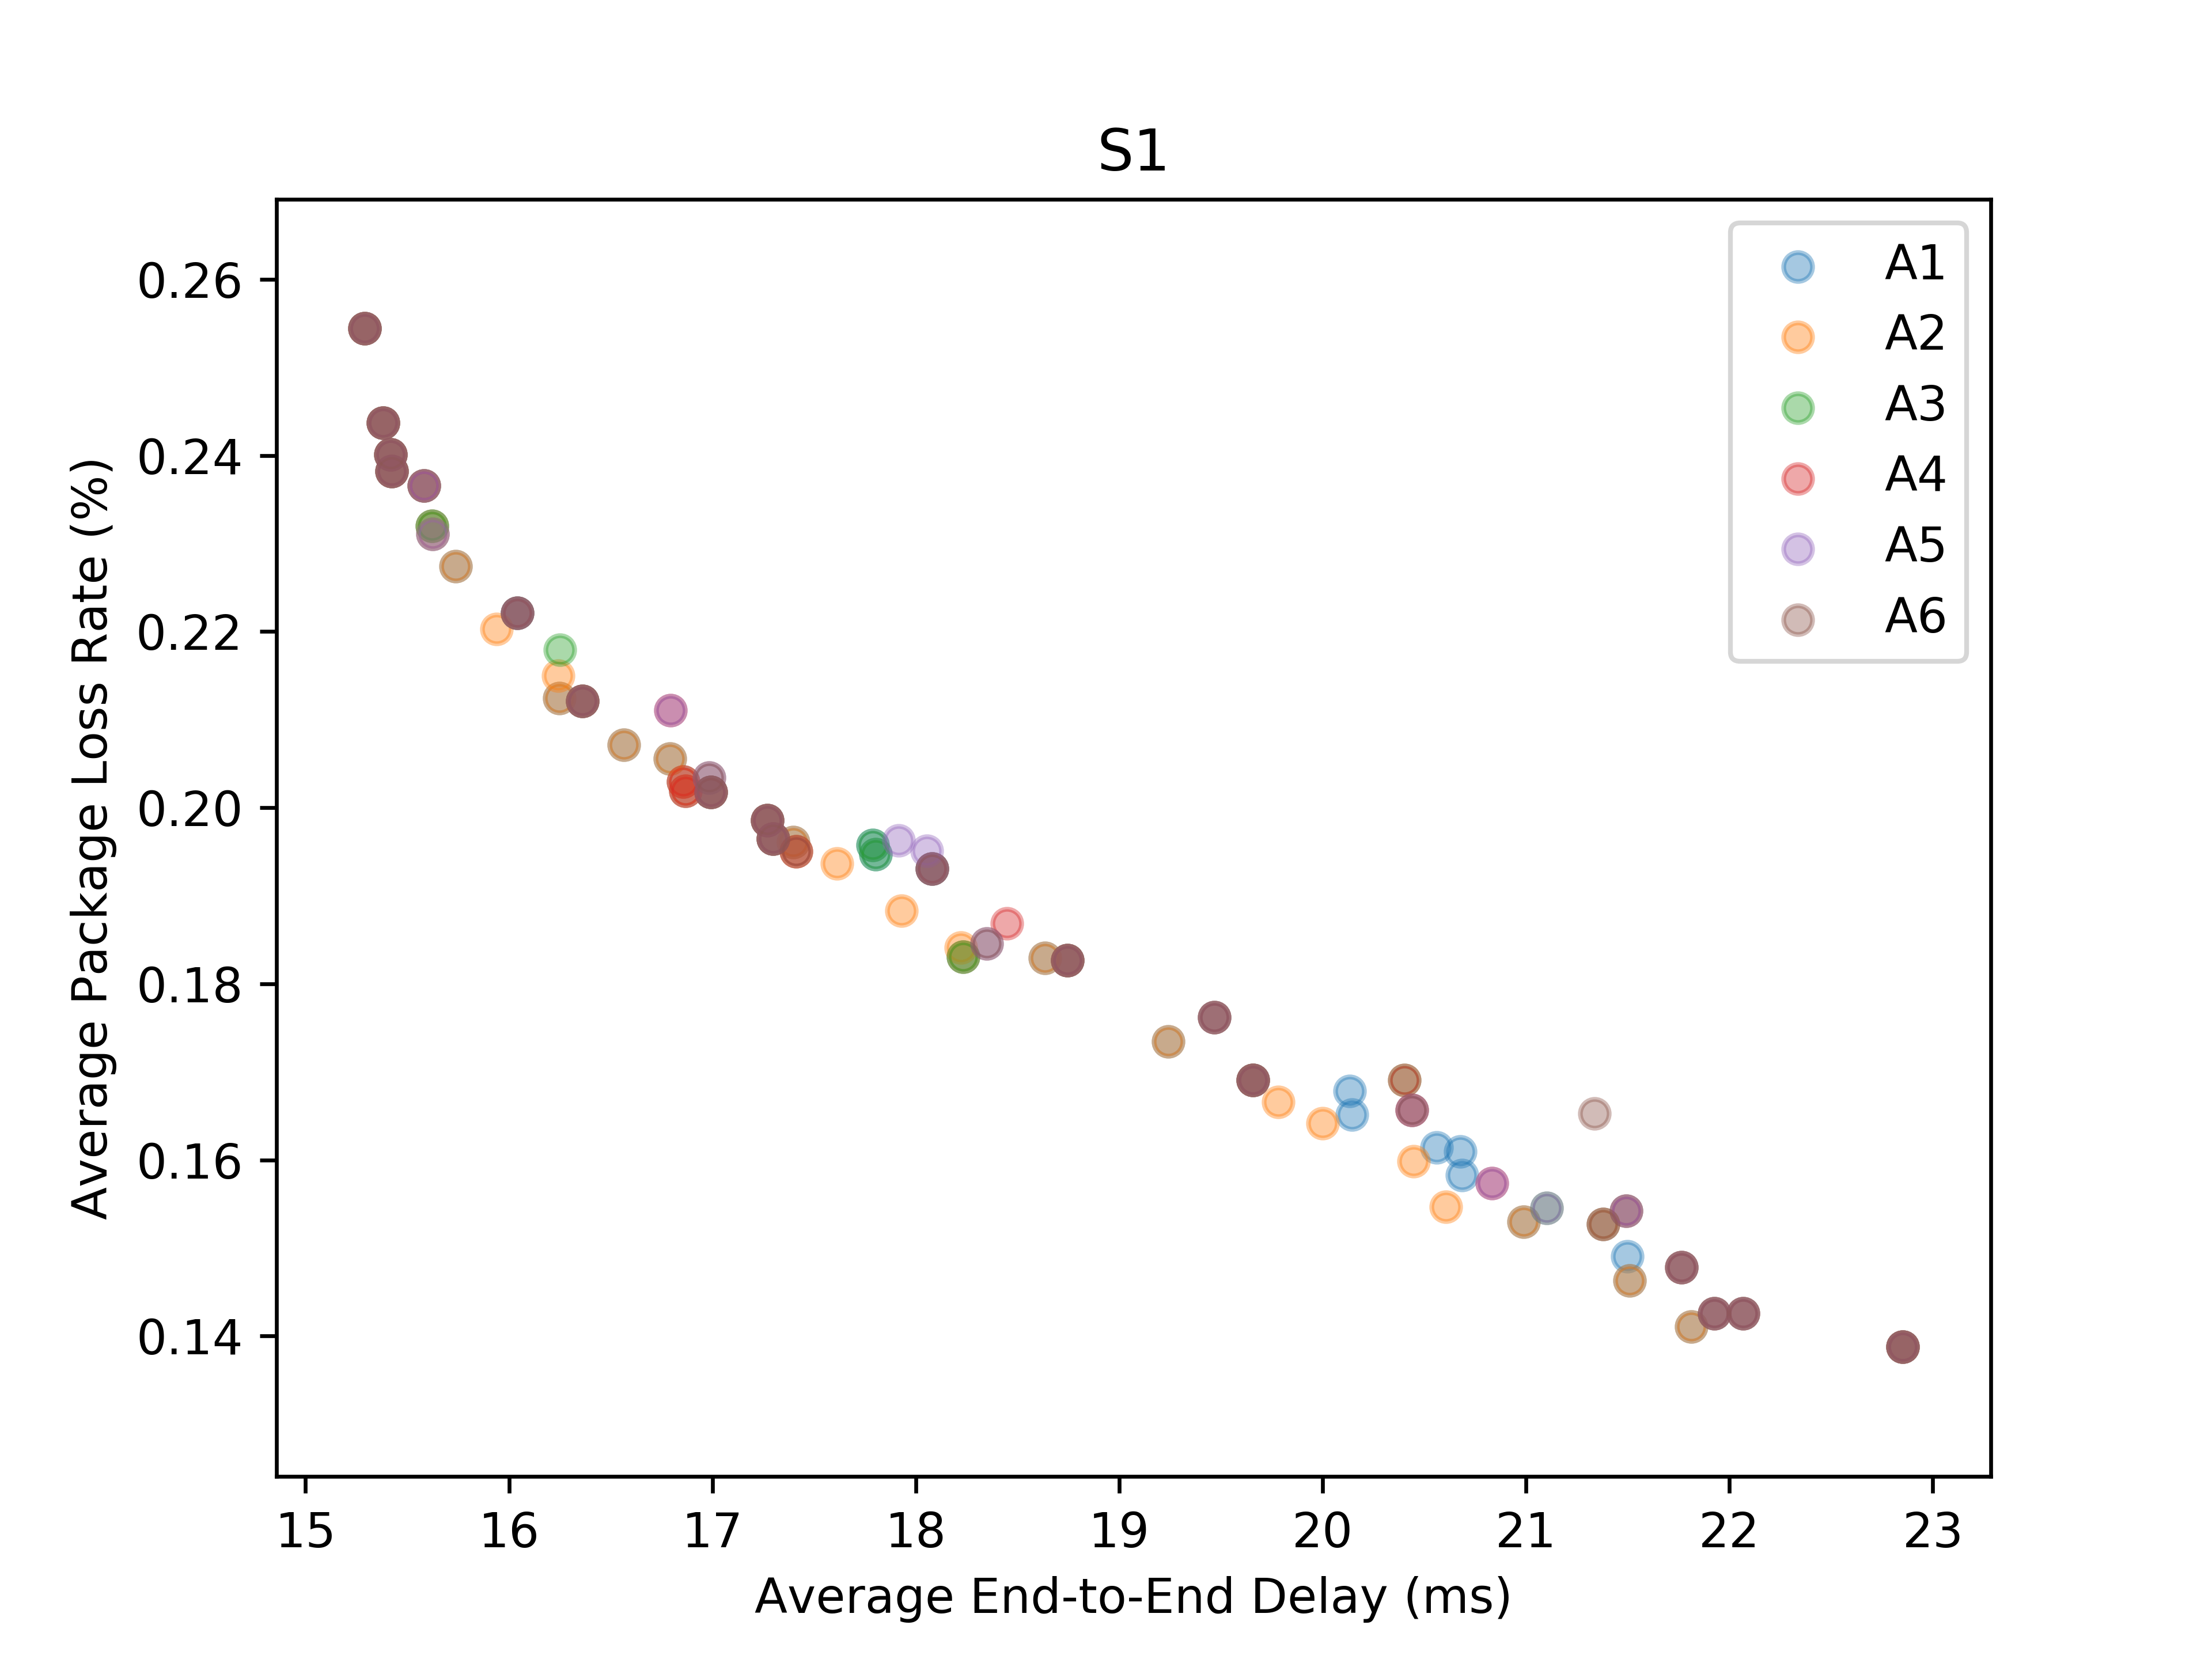 S1
A1
A2
A3
A4
A5
A6
0.26
0.24
0.22
0.20
0.18
0.16
0.14
Average Package Loss Rate (%)
15 16 17 18 19 20 21 22 23
Average End-to-End Delay (ms)